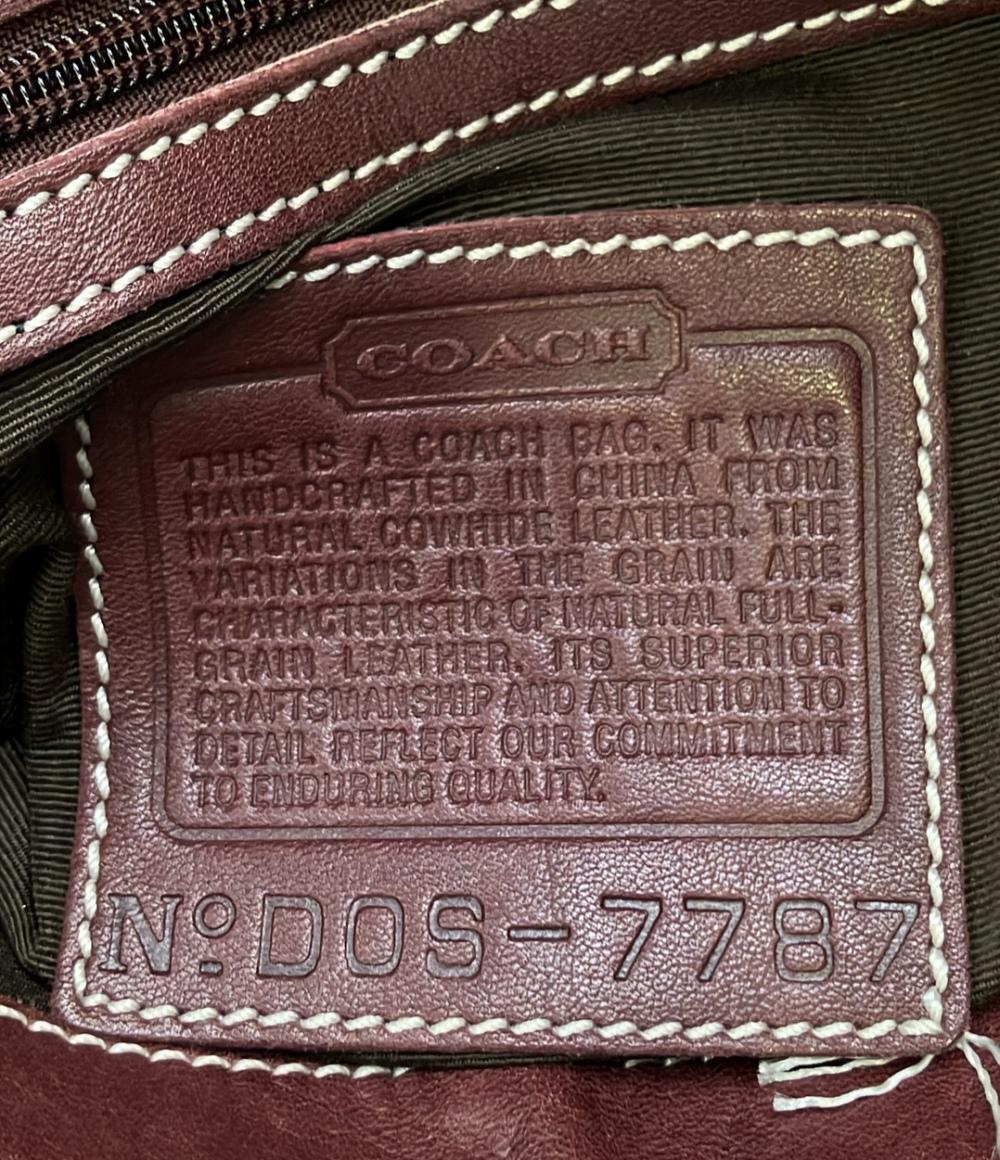 COACH
THIS IS A COACH BAG. IT WAS
HANDCRAFTED IN CHINA FROM
NATURAL COWHIDE LEATHER. THE
VARIATIONS IN THE GRAIN ARE
CHARACTERISTIC OF NATURAL FULL-
GRAIN LEATHER. ITS SUPERIOR
CRAFTSMANSHIP AND ATTENTION TO
DETAIL REFLECT OUR COMMITMENT
TO ENDURING QUALITY.
Nº DOS-7787